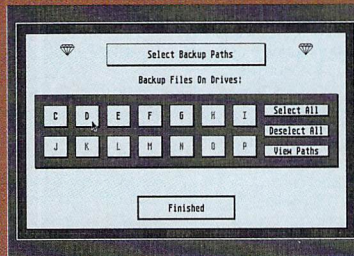 Select Backup Paths
Backup Files On Drives:
C D E F G H I
Select All
Deselect All
J K L M N O P
View Paths
Finished